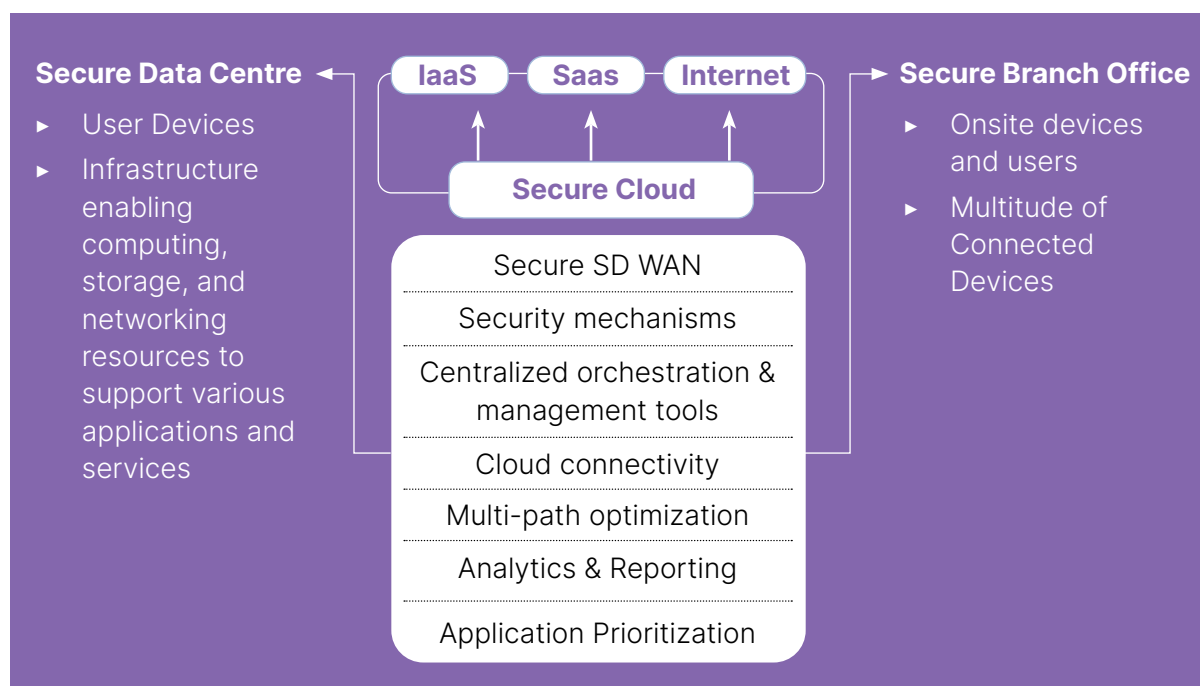 Secure Data Centre
► User Devices
► Infrastructure
enabling
computing,
storage, and
networking
resources to
support various
applications and
services
IaaS
Saas
Internet
Secure Cloud
Secure SD WAN
Security mechanisms
Centralized orchestration &
management tools
Cloud connectivity
Multi-path optimization
Analytics & Reporting
Application Prioritization
Secure Branch Office
► Onsite devices
and users
► Multitude of
Connected
Devices